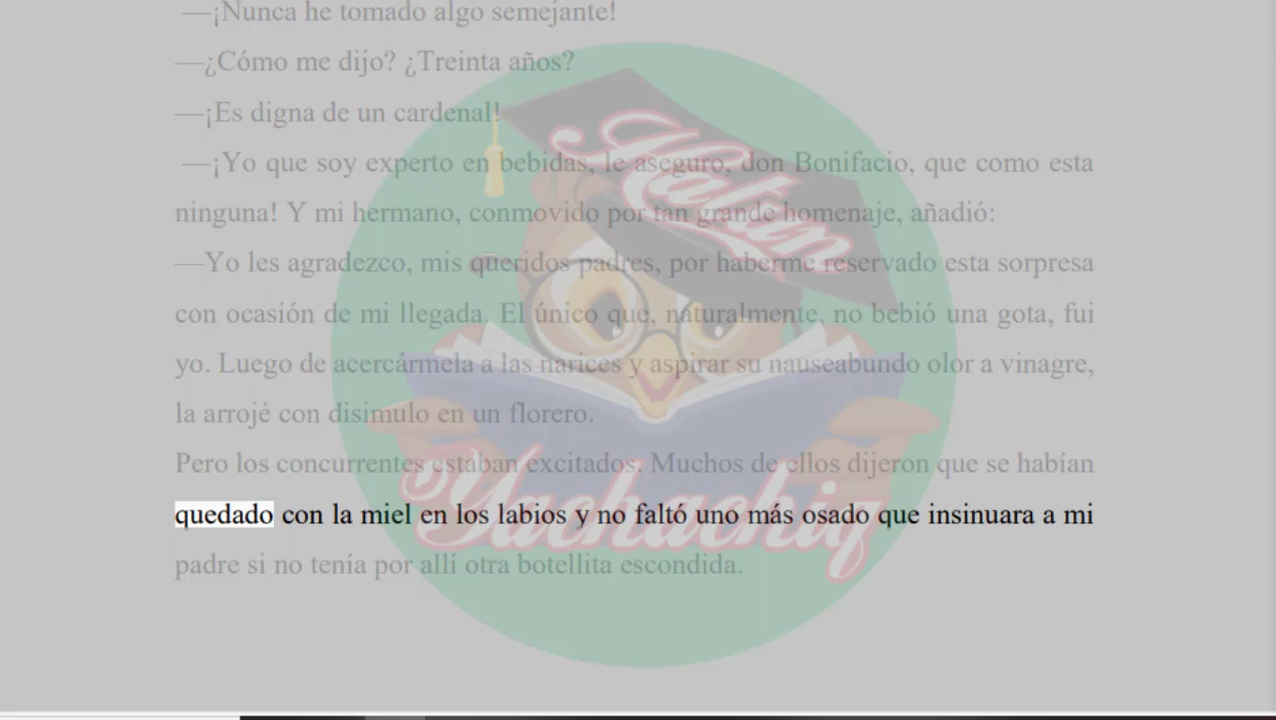 —¡Nunca he tomado algo semejante!
—¿Cómo me dijo? ¿Treinta años?
—¡Es digna de un cardenal!
—¡Yo que soy experto en bebidas, le aseguro, don Bonifacio, que como esta
ninguna! Y mi hermano, conmovido por tan grande homenaje, añadió:
—Yo les agradezco, mis queridos padres, por haberme reservado esta sorpresa
con ocasión de mi llegada. El único que, naturalmente, no bebió una gota, fui
yo. Luego de acercármela a las narices y aspirar su nauseabundo olor a vinagre,
la arrojé con disimulo en un florero.
Pero los concurrentes estaban excitados. Muchos de ellos dijeron que se habían
quedado con la miel en los labios y no faltó uno más osado que insinuara a mi
padre si no tenía por allí otra botellita escondida.
Hatun
Yachachiq